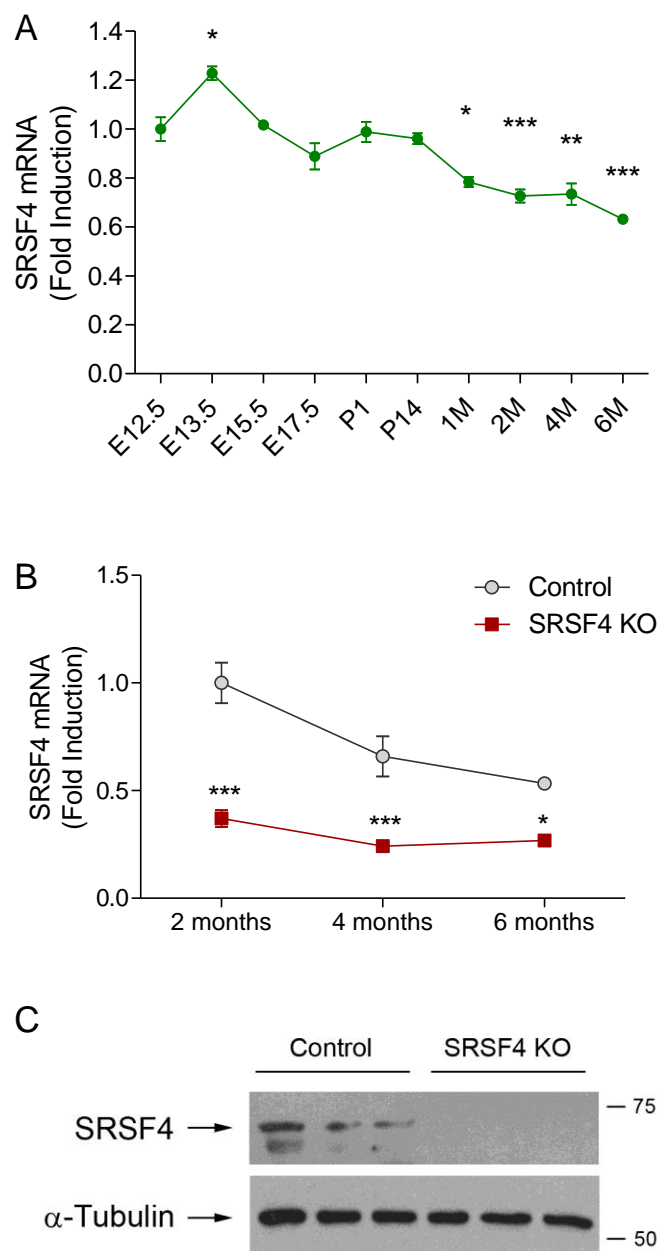 A
SRSF4 mRNA
(Fold Induction)
1.4
1.2
1.0
0.8
0.6
0.4
0.2
0.0
*
*
***
**
***
E12.5
E13.5
E15.5
E17.5
P1
P14
1M
2M
4M
6M
B
SRSF4 mRNA
(Fold Induction)
1.5
1.0
0.5
0.0
Control
SRSF4 KO
***
***
*
2 months
4 months
6 months
C
Control
SRSF4 KO
SRSF4
75
α-Tubulin
50